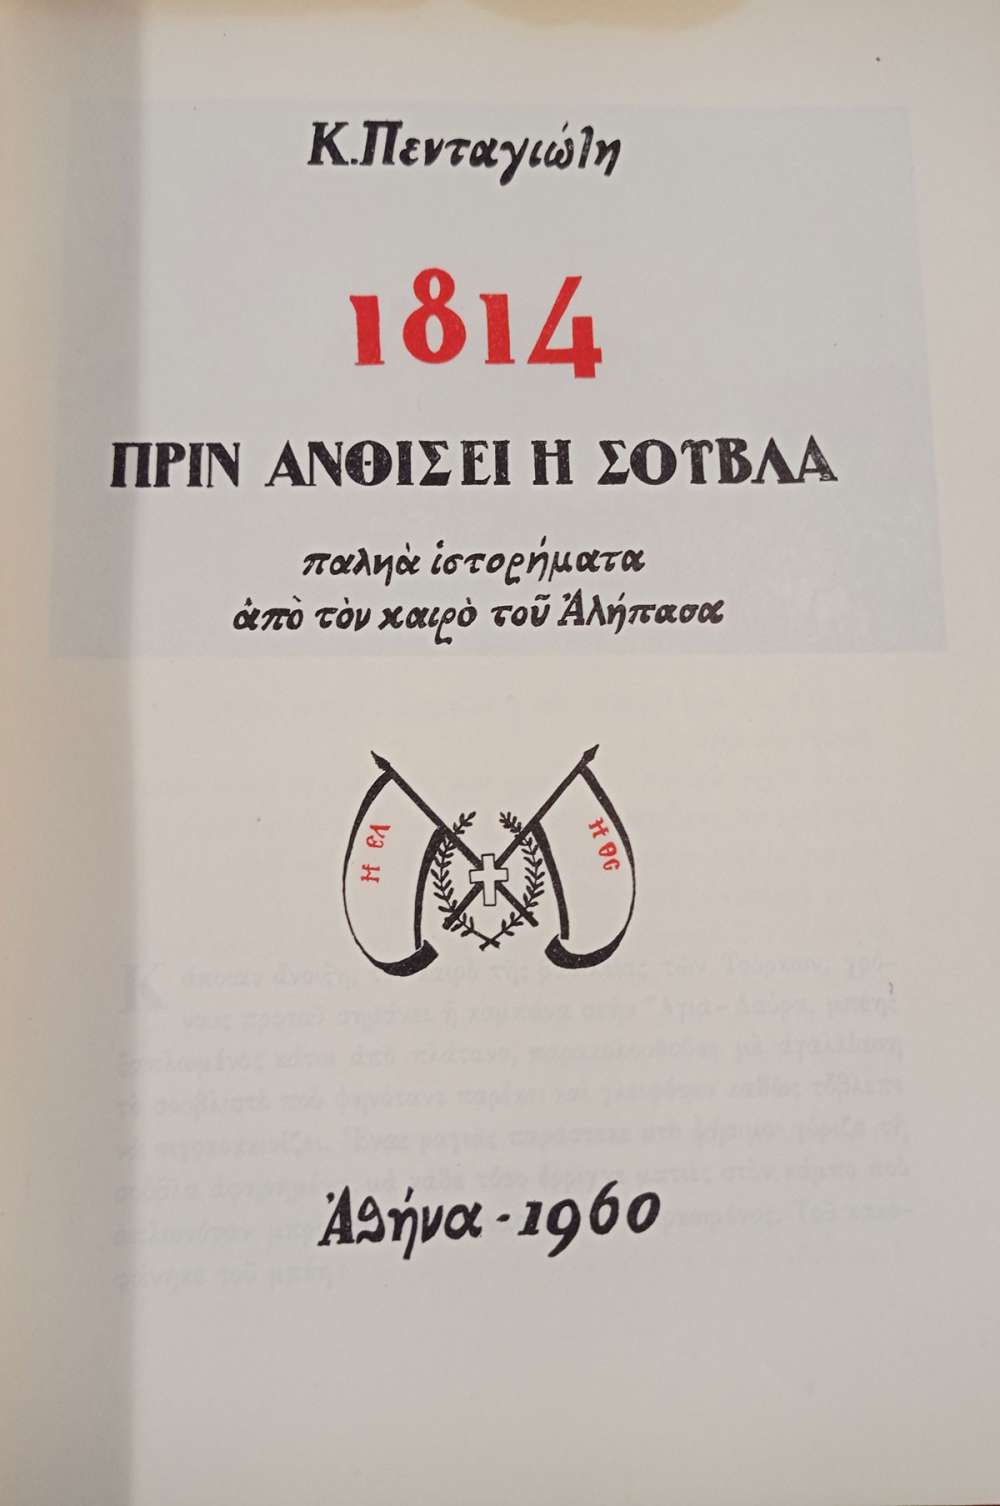 Κ. Πενταγιώτη
1814
ΠΡΙΝ ΑΝΘΙΣΕΙ Η ΣΟΥΒΛΑ
παληὰ ἱστορήματα
ἀπὸ τὸν καιρὸ τοῦ Ἀλήπασα
Η ΕΛ
Η ΘΣ
Ἀθήνα - 1960